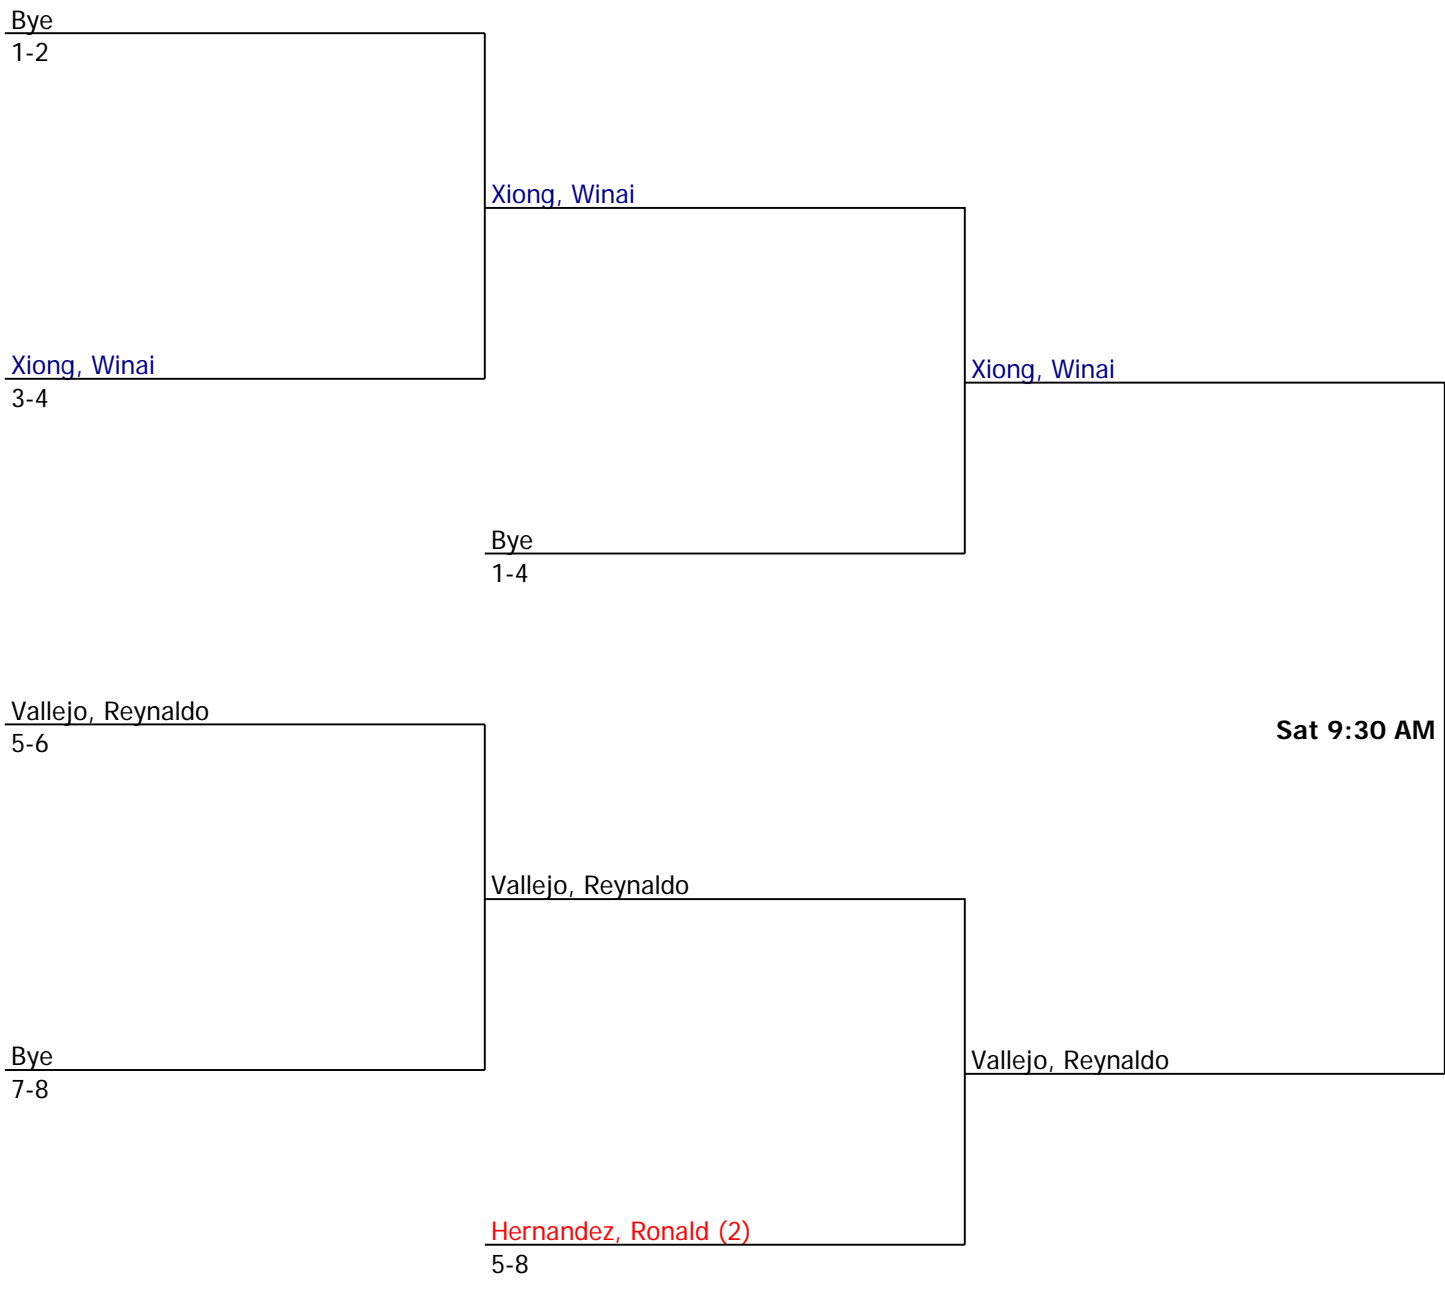 Bye
1-2
Xiong, Winai
Xiong, Winai
3-4
Xiong, Winai
Bye
1-4
Vallejo, Reynaldo
5-6
Sat 9:30 AM
Vallejo, Reynaldo
Bye
7-8
Vallejo, Reynaldo
Hernandez, Ronald (2)
5-8